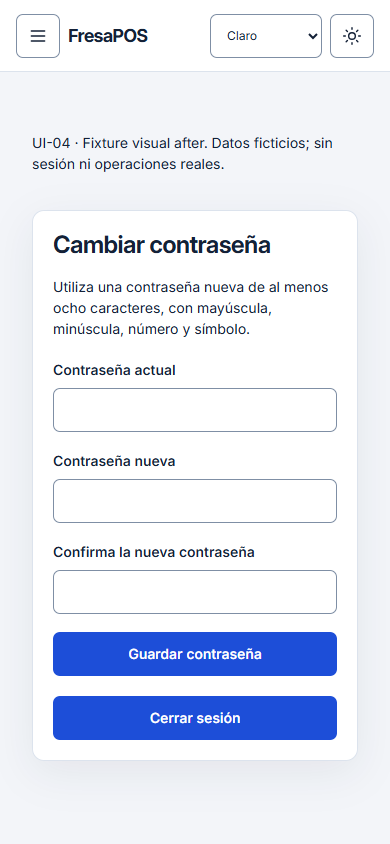 FresaPOS
Claro
UI-04 · Fixture visual after. Datos ficticios; sin
sesión ni operaciones reales.
Cambiar contraseña
Utiliza una contraseña nueva de al menos
ocho caracteres, con mayúscula,
minúscula, número y símbolo.
Contraseña actual
Contraseña nueva
Confirma la nueva contraseña
Guardar contraseña
Cerrar sesión